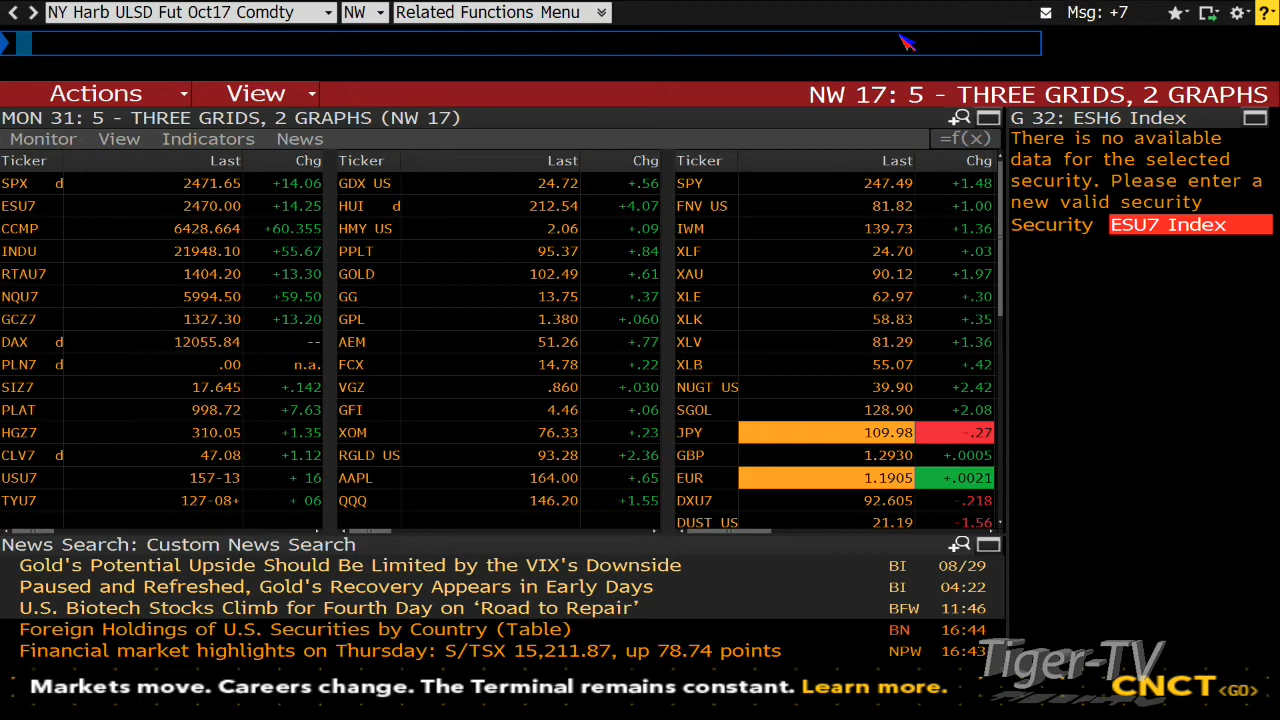 NY Harb ULSD Fut Oct17 Comdty NW Related Functions Menu Msg: +7 ?
Actions View NW 17: 5 - THREE GRIDS, 2 GRAPHS
MON 31: 5 - THREE GRIDS, 2 GRAPHS (NW 17) G 32: ESH6 Index
Monitor View Indicators News =f(x) There is no available
data for the selected
security. Please enter a
new valid security
Security ESU7 Index
Ticker Last Chg Ticker Last Chg Ticker Last Chg
SPX d 2471.65 +14.06 GDX US 24.72 +.56 SPY 247.49 +1.48
ESU7 2470.00 +14.25 HUI d 212.54 +4.07 FNV US 81.82 +1.00
CCMP 6428.664 +60.355 HMY US 2.06 +.09 IWM 139.73 +1.36
INDU 21948.10 +55.67 PPLT 95.37 +.84 XLF 24.70 +.03
RTAU7 1404.20 +13.30 GOLD 102.49 +.61 XAU 90.12 +1.97
NQU7 5994.50 +59.50 GG 13.75 +.37 XLE 62.97 +.30
GCZ7 1327.30 +13.20 GPL 1.380 +.060 XLK 58.83 +.35
DAX d 12055.84 -- AEM 51.26 +.77 XLV 81.29 +1.36
PLN7 d .00 n.a. FCX 14.78 +.22 XLB 55.07 +.42
SIZ7 17.645 +.142 VGZ .860 +.030 NUGT US 39.90 +2.42
PLAT 998.72 +7.63 GFI 4.46 +.06 SGOL 128.90 +2.08
HGZ7 310.05 +1.35 XOM 76.33 +.23 JPY 109.98 -.27
CLV7 d 47.08 +1.12 RGLD US 93.28 +2.36 GBP 1.2930 +.0005
USU7 157-13 + 16 AAPL 164.00 +.65 EUR 1.1905 +.0021
TYU7 127-08+ + 06 QQQ 146.20 +1.55 DXU7 92.605 -.218
DUST US 21.19 -1.56
News Search: Custom News Search
Gold's Potential Upside Should Be Limited by the VIX's Downside BI 08/29
Paused and Refreshed, Gold's Recovery Appears in Early Days BI 04:22
U.S. Biotech Stocks Climb for Fourth Day on ‘Road to Repair’ BFW 11:46
Foreign Holdings of U.S. Securities by Country (Table) BN 16:44
Financial market highlights on Thursday: S/TSX 15,211.87, up 78.74 points NPW 16:43
Tiger-TV
Markets move. Careers change. The Terminal remains constant. Learn more. CNCT <GO>